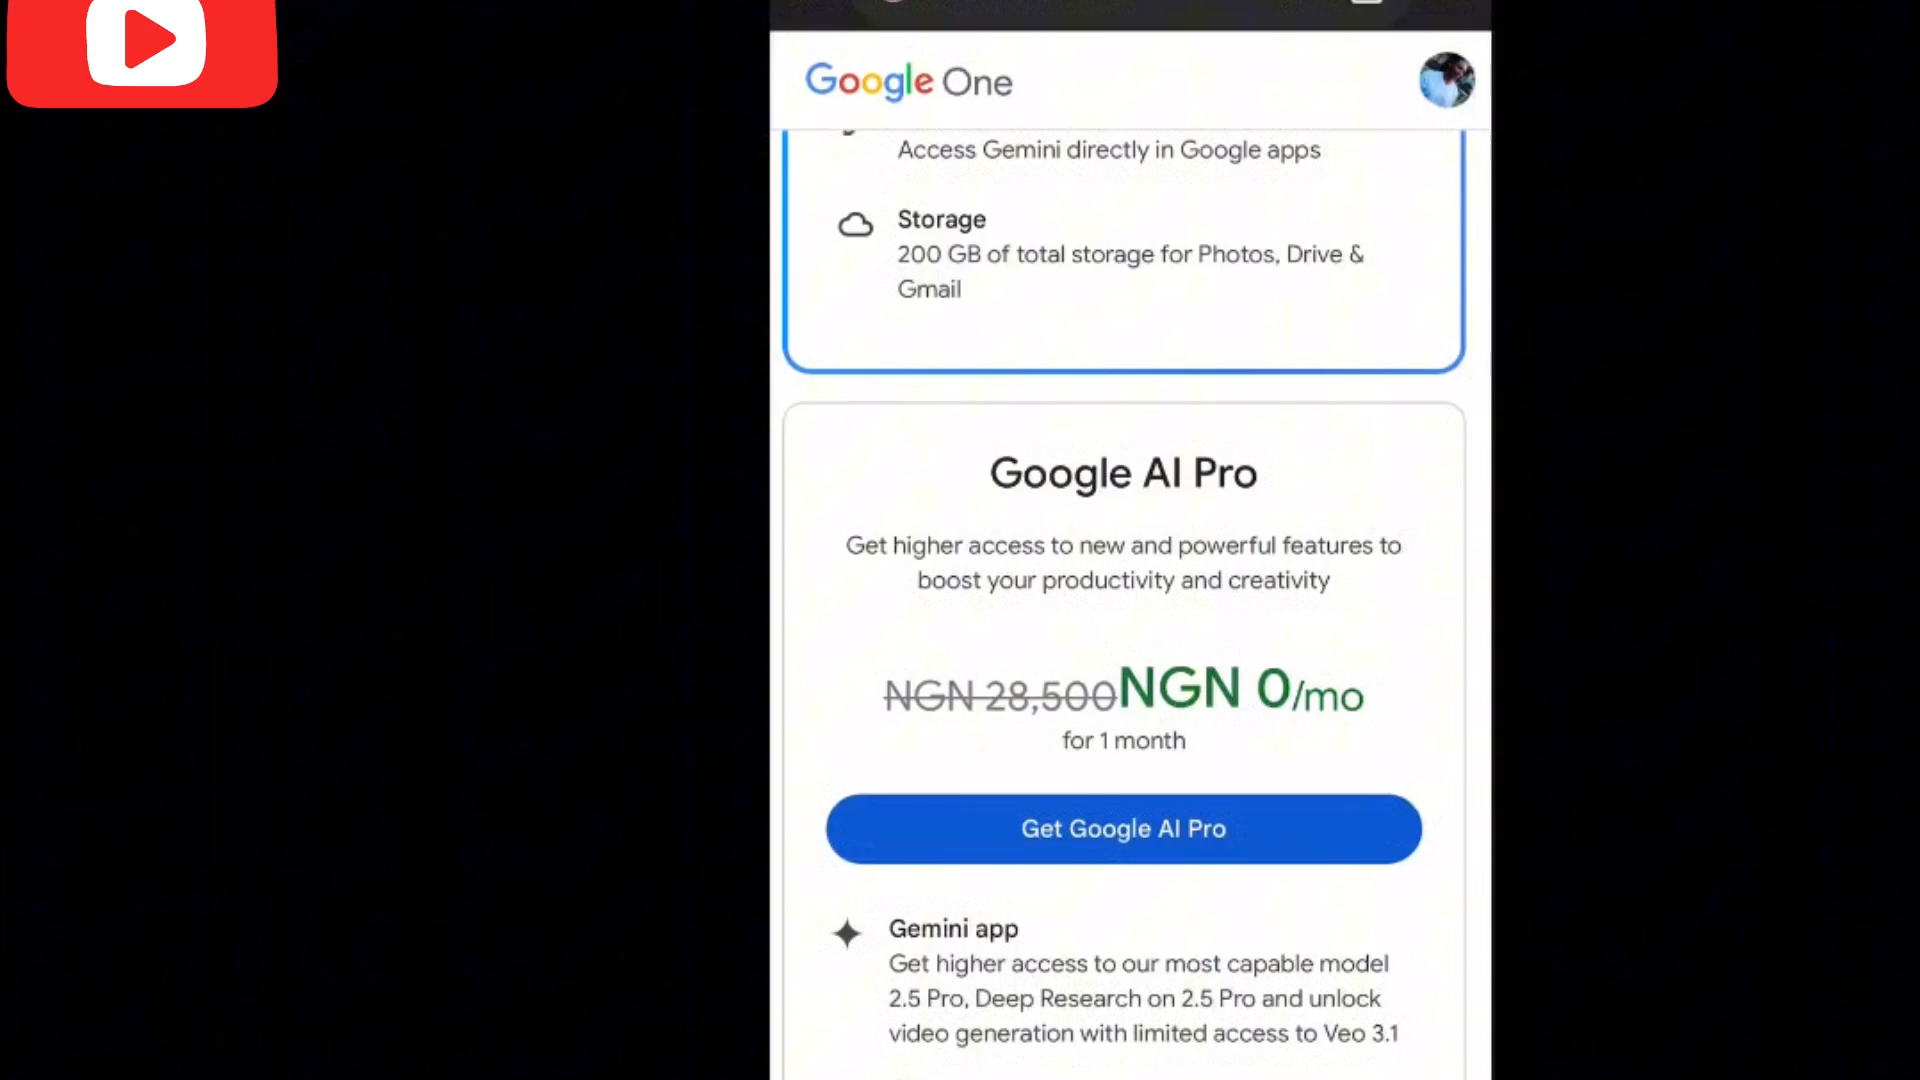 Google One
Access Gemini directly in Google apps
Storage
200 GB of total storage for Photos, Drive &
Gmail
Google AI Pro
Get higher access to new and powerful features to
boost your productivity and creativity
NGN 28,500 NGN 0/mo
for 1 month
Get Google AI Pro
Gemini app
Get higher access to our most capable model
2.5 Pro, Deep Research on 2.5 Pro and unlock
video generation with limited access to Veo 3.1